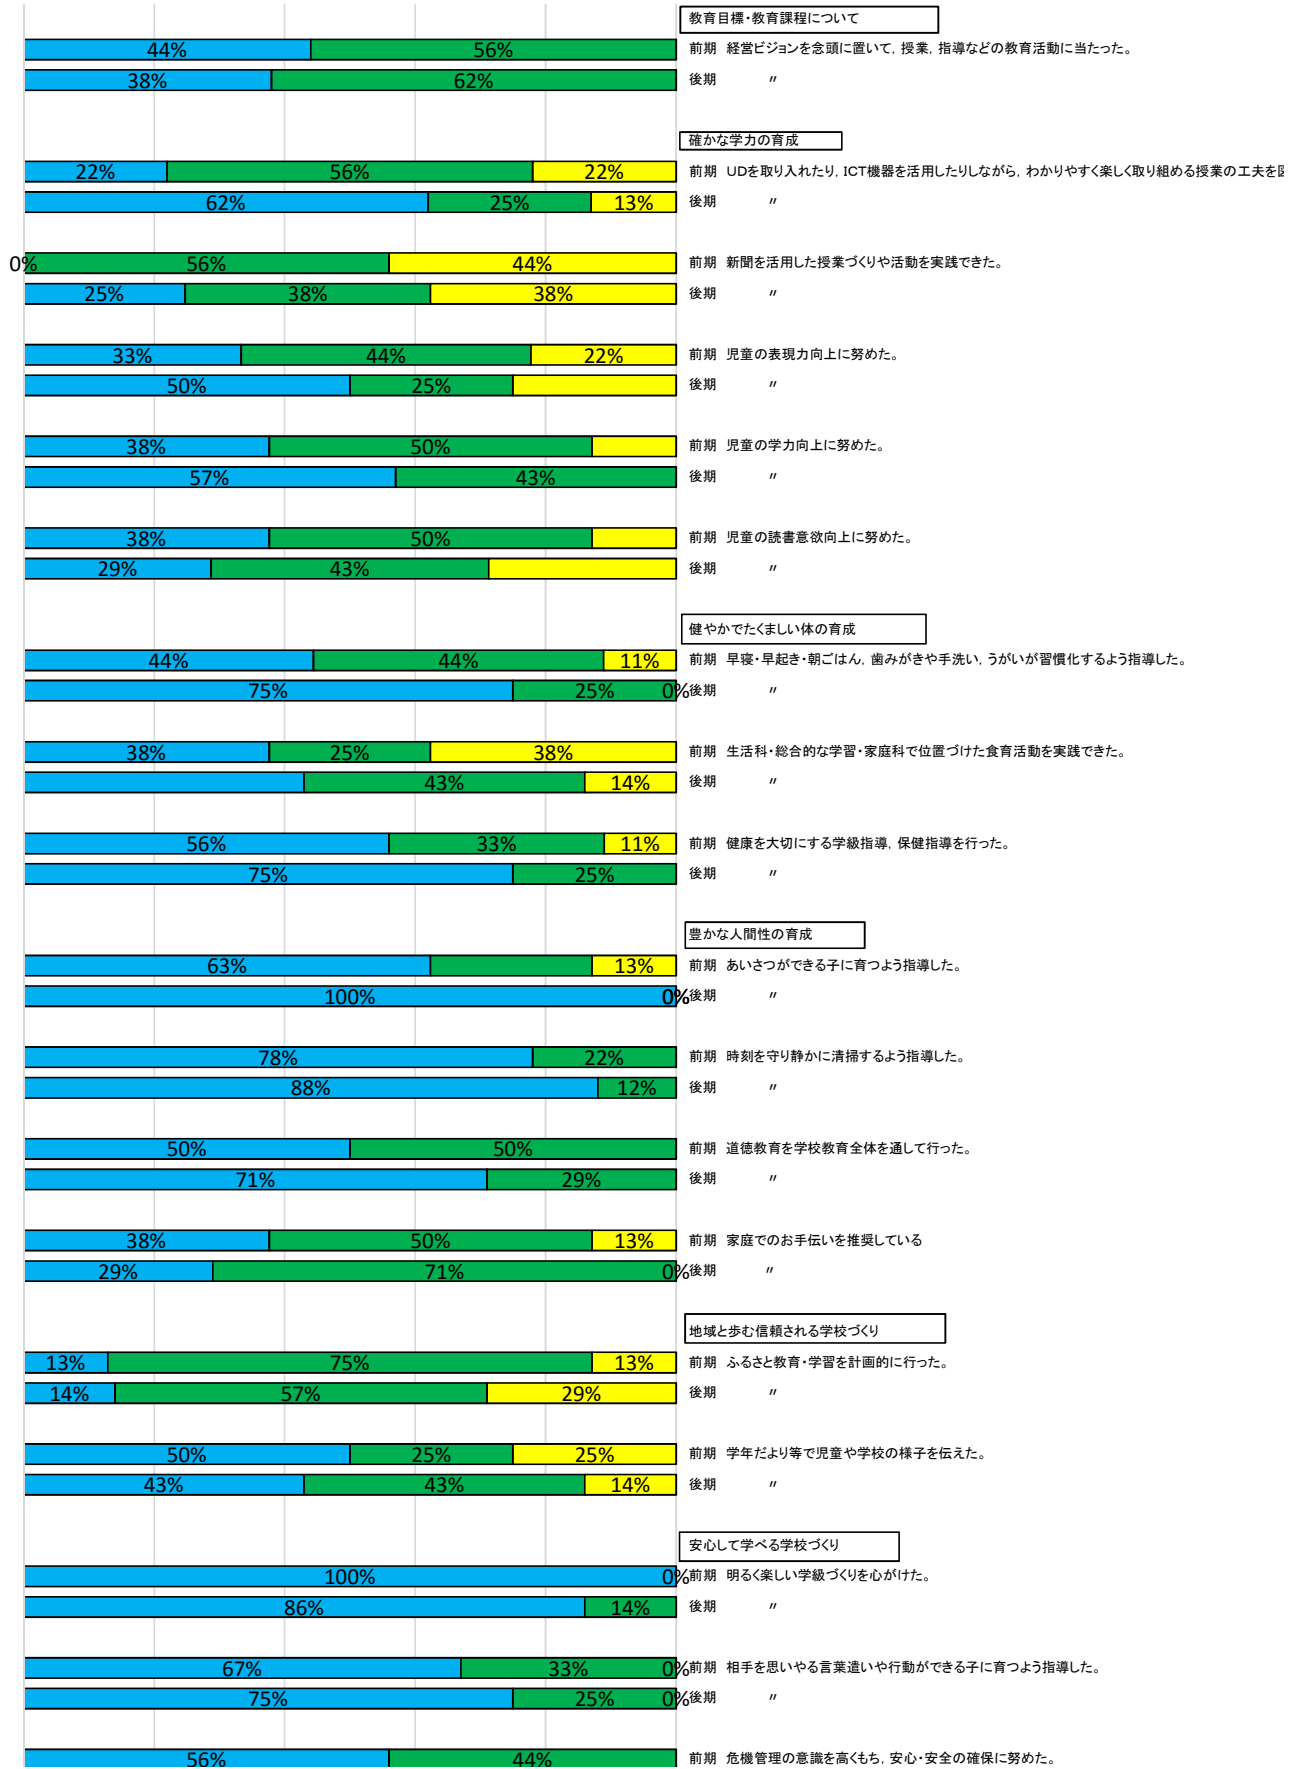 教育目標・教育課程について
44% 56% 前期 経営ビジョンを念頭に置いて, 授業, 指導などの教育活動に当たった。
38% 62% 後期 〃
確かな学力の育成
22% 56% 22% 前期 UDを取り入れたり, ICT機器を活用したりしながら, わかりやすく楽しく取り組める授業の工夫を
62% 25% 13% 後期 〃
0% 56% 44% 前期 新聞を活用した授業づくりや活動を実践できた。
25% 38% 38% 後期 〃
33% 44% 22% 前期 児童の表現力向上に努めた。
50% 25% 後期 〃
38% 50% 前期 児童の学力向上に努めた。
57% 43% 後期 〃
38% 50% 前期 児童の読書意欲向上に努めた。
29% 43% 後期 〃
健やかでたくましい体の育成
44% 44% 11% 前期 早寝・早起き・朝ごはん, 歯みがきや手洗い, うがいが習慣化するよう指導した。
75% 25% 0% 後期 〃
38% 25% 38% 前期 生活科・総合的な学習・家庭科で位置づけた食育活動を実践できた。
43% 14% 後期 〃
56% 33% 11% 前期 健康を大切にする学級指導, 保健指導を行った。
75% 25% 後期 〃
豊かな人間性の育成
63% 13% 前期 あいさつができる子に育つよう指導した。
100% 0% 後期 〃
78% 22% 前期 時刻を守り静かに清掃するよう指導した。
88% 12% 後期 〃
50% 50% 前期 道徳教育を学校教育全体を通して行った。
71% 29% 後期 〃
38% 50% 13% 前期 家庭でのお手伝いを推奨している
29% 71% 0% 後期 〃
地域と歩む信頼される学校づくり
13% 75% 13% 前期 ふるさと教育・学習を計画的に行った。
14% 57% 29% 後期 〃
50% 25% 25% 前期 学年だより等で児童や学校の様子を伝えた。
43% 43% 14% 後期 〃
安心して学べる学校づくり
100% 0% 前期 明るく楽しい学級づくりを心がけた。
86% 14% 後期 〃
67% 33% 0% 前期 相手を思いやる言葉遣いや行動ができる子に育つよう指導した。
75% 25% 0% 後期 〃
56% 44% 前期 危機管理の意識を高くもち, 安心・安全の確保に努めた。